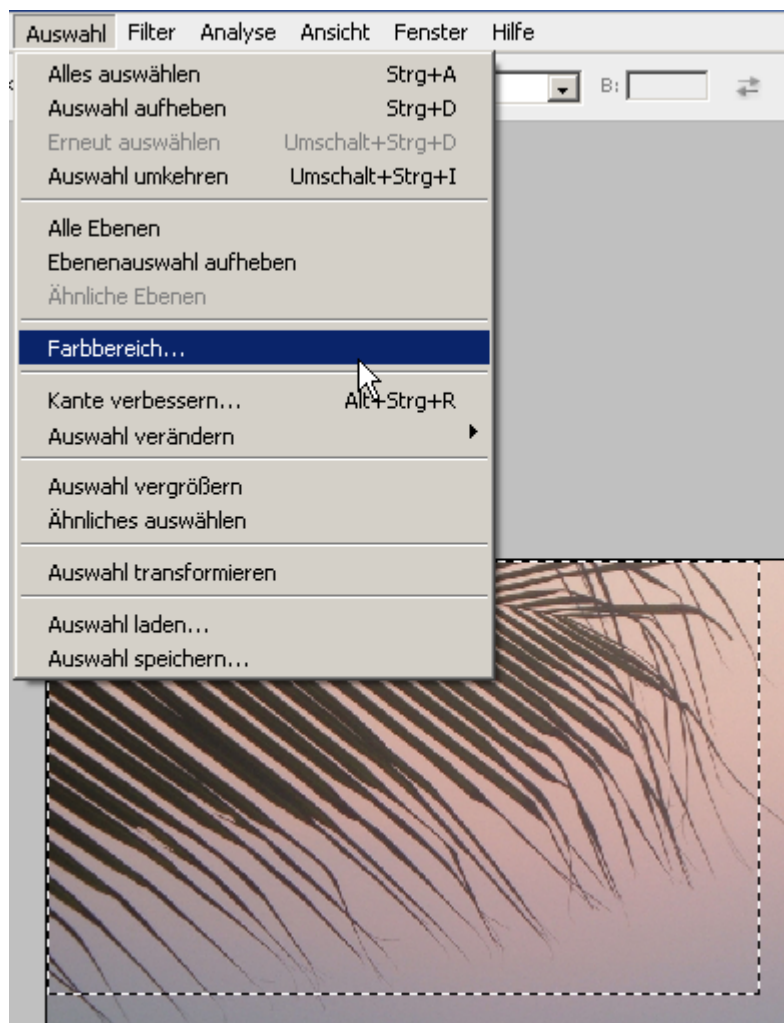 Auswahl Filter Analyse Ansicht Fenster Hilfe
B:
Alles auswählen Strg+A
Auswahl aufheben Strg+D
Erneut auswählen Umschalt+Strg+D
Auswahl umkehren Umschalt+Strg+I
Alle Ebenen
Ebenenauswahl aufheben
Ähnliche Ebenen
Farbbereich...
Kante verbessern... Alt+Strg+R
Auswahl verändern
Auswahl vergrößern
Ähnliches auswählen
Auswahl transformieren
Auswahl laden...
Auswahl speichern...